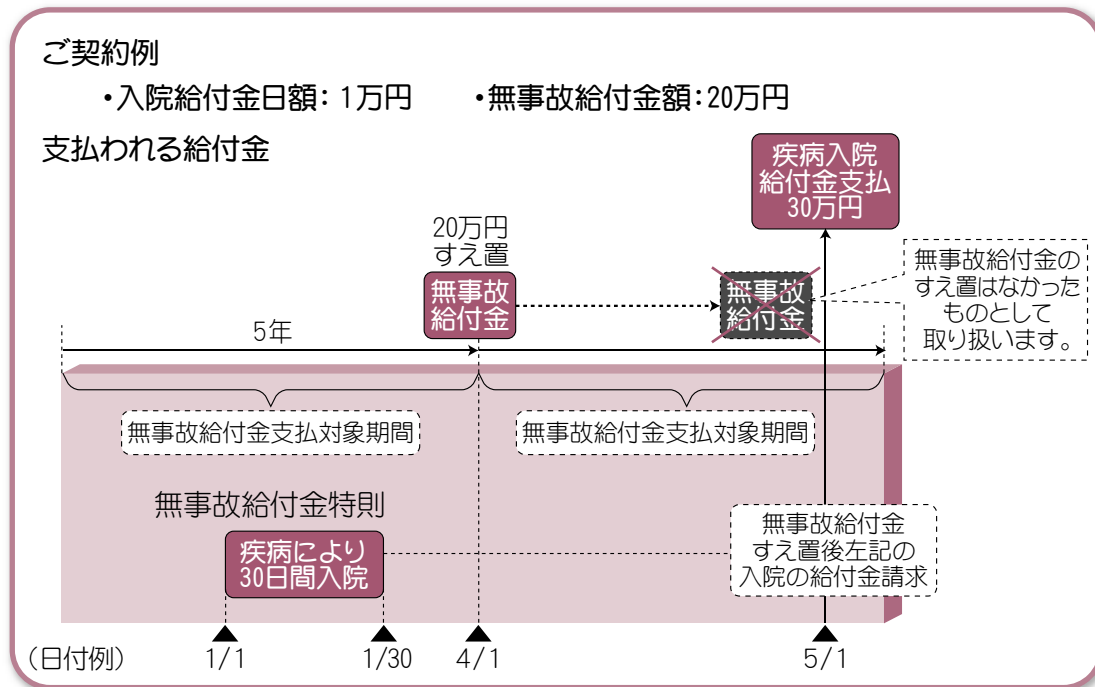 ご契約例
・入院給付金日額：1万円　・無事故給付金額：20万円
支払われる給付金
疾病入院
給付金支払
30万円
20万円
すえ置
無事故
給付金
無事故
給付金
無事故給付金の
すえ置はなかった
ものとして
取り扱います。
5年
無事故給付金支払対象期間
無事故給付金支払対象期間
無事故給付金特則
疾病により
30日間入院
無事故給付金
すえ置後左記の
入院の給付金請求
（日付例）　1/1　1/30　4/1　5/1